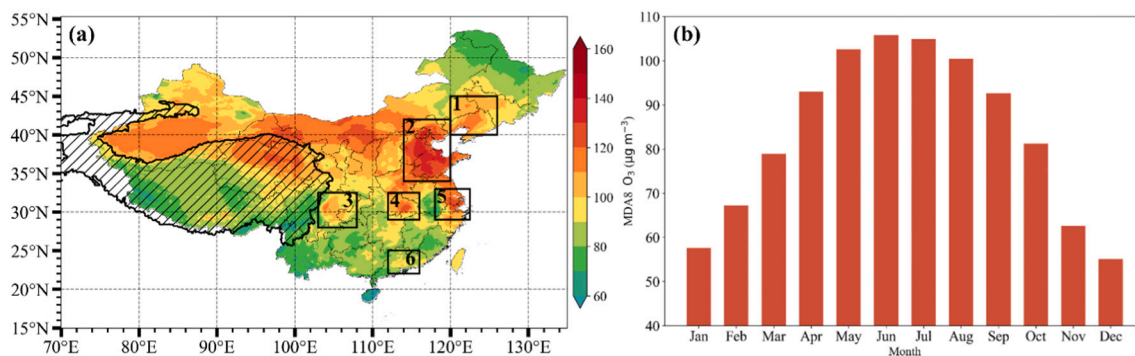 (a)
55°N
50°N
45°N
40°N
35°N
30°N
25°N
20°N
15°N
70°E 80°E 90°E 100°E 110°E 120°E 130°E
1
2
3
4
5
6
160
140
120
100
80
60
(b)
MDA8 O₃ (μg m⁻³)
110
100
90
80
70
60
50
40
Jan Feb Mar Apr May Jun Jul Aug Sep Oct Nov Dec
Month